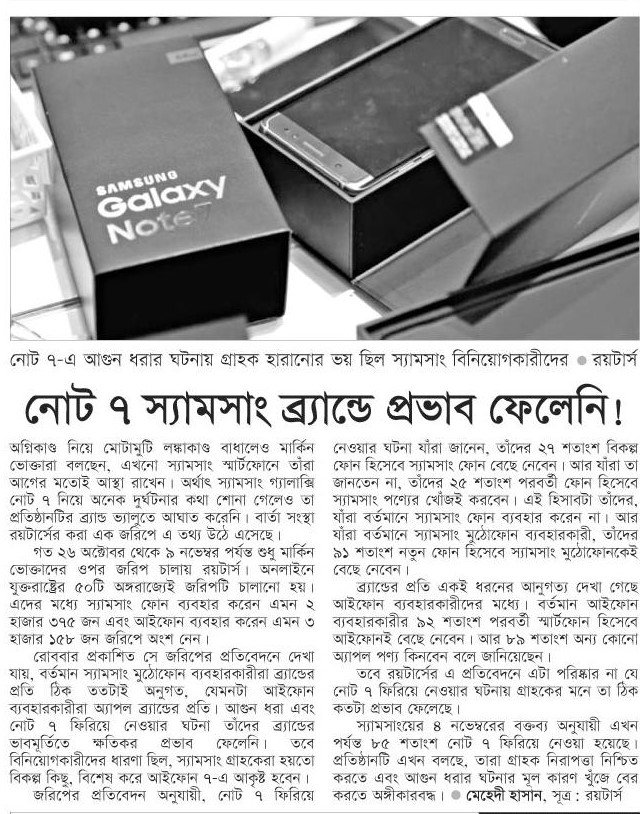 SAMSUNG
Galaxy
Note7
নোট ৭-এ আগুন ধরার ঘটনায় গ্রাহক হারানোর ভয় ছিল স্যামসাং বিনিয়োগকারীদের ● রয়টার্স
নোট ৭ স্যামসাং ব্র্যান্ডে প্রভাব ফেলেনি!
অগ্নিকাণ্ড নিয়ে মোটামুটি লঙ্কাকাণ্ড বাধালেও মার্কিন
ভোক্তারা বলছেন, এখনো স্যামসাং স্মার্টফোনে তাঁরা
আগের মতোই আস্থা রাখেন। অর্থাৎ স্যামসাং গ্যালাক্সি
নোট ৭ নিয়ে অনেক দুর্ঘটনার কথা শোনা গেলেও তা
প্রতিষ্ঠানটির ব্র্যান্ড ভ্যালুতে আঘাত করেনি। বার্তা সংস্থা
রয়টার্সের করা এক জরিপে এ তথ্য উঠে এসেছে।
গত ২৬ অক্টোবর থেকে ৯ নভেম্বর পর্যন্ত শুধু মার্কিন
ভোক্তাদের ওপর জরিপ চালায় রয়টার্স। অনলাইনে
যুক্তরাষ্ট্রের ৫০টি অঙ্গরাজ্যেই জরিপটি চালানো হয়।
এদের মধ্যে স্যামসাং ফোন ব্যবহার করেন এমন ২
হাজার ৩৭৫ জন এবং আইফোন ব্যবহার করেন এমন ৩
হাজার ১৫৮ জন জরিপে অংশ নেন।
রোববার প্রকাশিত সে জরিপের প্রতিবেদনে দেখা
যায়, বর্তমান স্যামসাং মুঠোফোন ব্যবহারকারীরা ব্র্যান্ডের
প্রতি ঠিক ততটাই অনুগত, যেমনটা আইফোন
ব্যবহারকারীরা অ্যাপল ব্র্যান্ডের প্রতি। আগুন ধরা এবং
নোট ৭ ফিরিয়ে নেওয়ার ঘটনা তাঁদের ব্র্যান্ডের
ভাবমূর্তিতে ক্ষতিকর প্রভাব ফেলেনি। তবে
বিনিয়োগকারীদের ধারণা ছিল, স্যামসাং গ্রাহকেরা হয়তো
বিকল্প কিছু, বিশেষ করে আইফোন ৭-এ আকৃষ্ট হবেন।
জরিপের প্রতিবেদন অনুযায়ী, নোট ৭ ফিরিয়ে
নেওয়ার ঘটনা যাঁরা জানেন, তাঁদের ২৭ শতাংশ বিকল্প
ফোন হিসেবে স্যামসাং ফোন বেছে নেবেন। আর যাঁরা তা
জানতেন না, তাঁদের ২৫ শতাংশ পরবর্তী ফোন হিসেবে
স্যামসাং পণ্যের খোঁজই করবেন। এই হিসাবটা তাঁদের,
যাঁরা বর্তমানে স্যামসাং ফোন ব্যবহার করেন না। আর
যাঁরা বর্তমানে স্যামসাং মুঠোফোন ব্যবহারকারী, তাঁদের
৯১ শতাংশ নতুন ফোন হিসেবে স্যামসাং মুঠোফোনকেই
বেছে নেবেন।
ব্র্যান্ডের প্রতি একই ধরনের আনুগত্য দেখা গেছে
আইফোন ব্যবহারকারীদের মধ্যে। বর্তমান আইফোন
ব্যবহারকারীর ৯২ শতাংশ পরবর্তী স্মার্টফোন হিসেবে
আইফোনই বেছে নেবেন। আর ৮৯ শতাংশ অন্য কোনো
অ্যাপল পণ্য কিনবেন বলে জানিয়েছেন।
তবে রয়টার্সের এ প্রতিবেদনে এটা পরিষ্কার না যে
নোট ৭ ফিরিয়ে নেওয়ার ঘটনায় গ্রাহকের মনে তা ঠিক
কতটা প্রভাব ফেলেছে।
স্যামসাংয়ের ৪ নভেম্বরের বক্তব্য অনুযায়ী এখন
পর্যন্ত ৮৫ শতাংশ নোট ৭ ফিরিয়ে নেওয়া হয়েছে।
প্রতিষ্ঠানটি এখন বলছে, তারা গ্রাহক নিরাপত্তা নিশ্চিত
করতে এবং আগুন ধরার ঘটনার মূল কারণ খুঁজে বের
করতে অঙ্গীকারবদ্ধ। ● মেহেদী হাসান, সূত্র : রয়টার্স